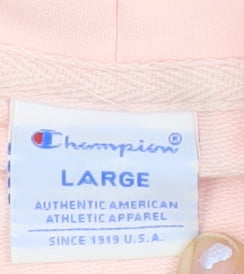 Champion®
LARGE
AUTHENTIC AMERICAN
ATHLETIC APPAREL
SINCE 1919 U.S.A.